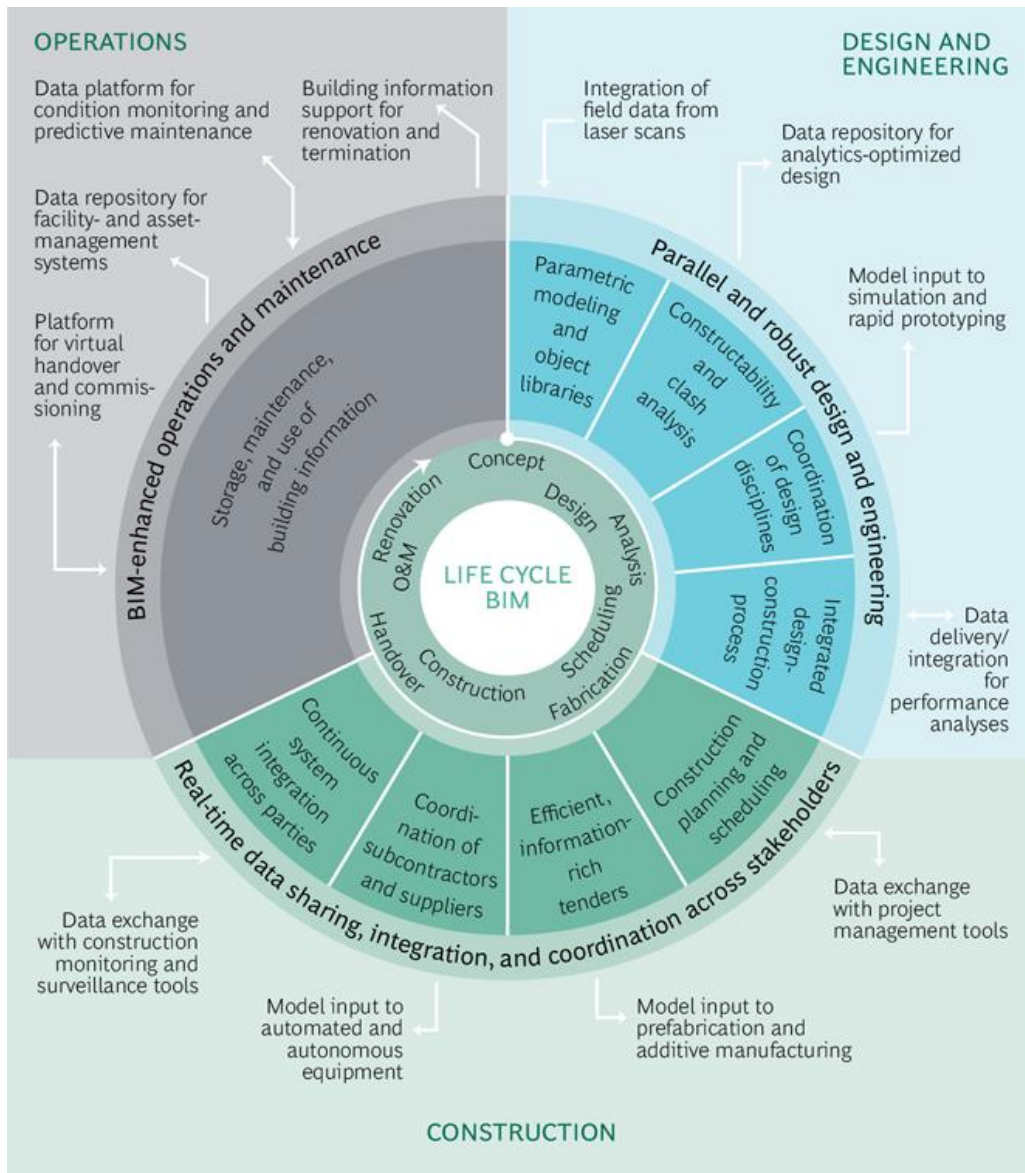 OPERATIONS
DESIGN AND
ENGINEERING
Data platform for
condition monitoring and
predictive maintenance
Building information
support for
renovation and
termination
Integration of
field data from
laser scans
Data repository for
analytics-optimized
design
Data repository for
facility- and asset-
management
systems
Model input to
simulation and
rapid prototyping
Platform
for virtual
handover
and commis-
sioning
Data
delivery/
integration
for
performance
analyses
BIM-enhanced operations and maintenance
Parallel and robust design and engineering
Storage, maintenance,
and use of
building information
Parametric
modeling
and
object
libraries
Constructability
and
clash
analysis
Coordination
of design
disciplines
Integrated
design-
construction
process
Concept
Design
Analysis
Scheduling
Fabrication
Construction
Handover
O&M
Renovation
LIFE CYCLE
BIM
Continuous
system
integration
across parties
Coordi-
nation of
subcontractors
and suppliers
Efficient,
information-
rich
tenders
Construction
planning and
scheduling
Real-time data sharing, integration, and coordination across stakeholders
Data exchange
with construction
monitoring and
surveillance tools
Model input to
automated and
autonomous
equipment
Model input to
prefabrication and
additive manufacturing
Data exchange
with project
management tools
CONSTRUCTION